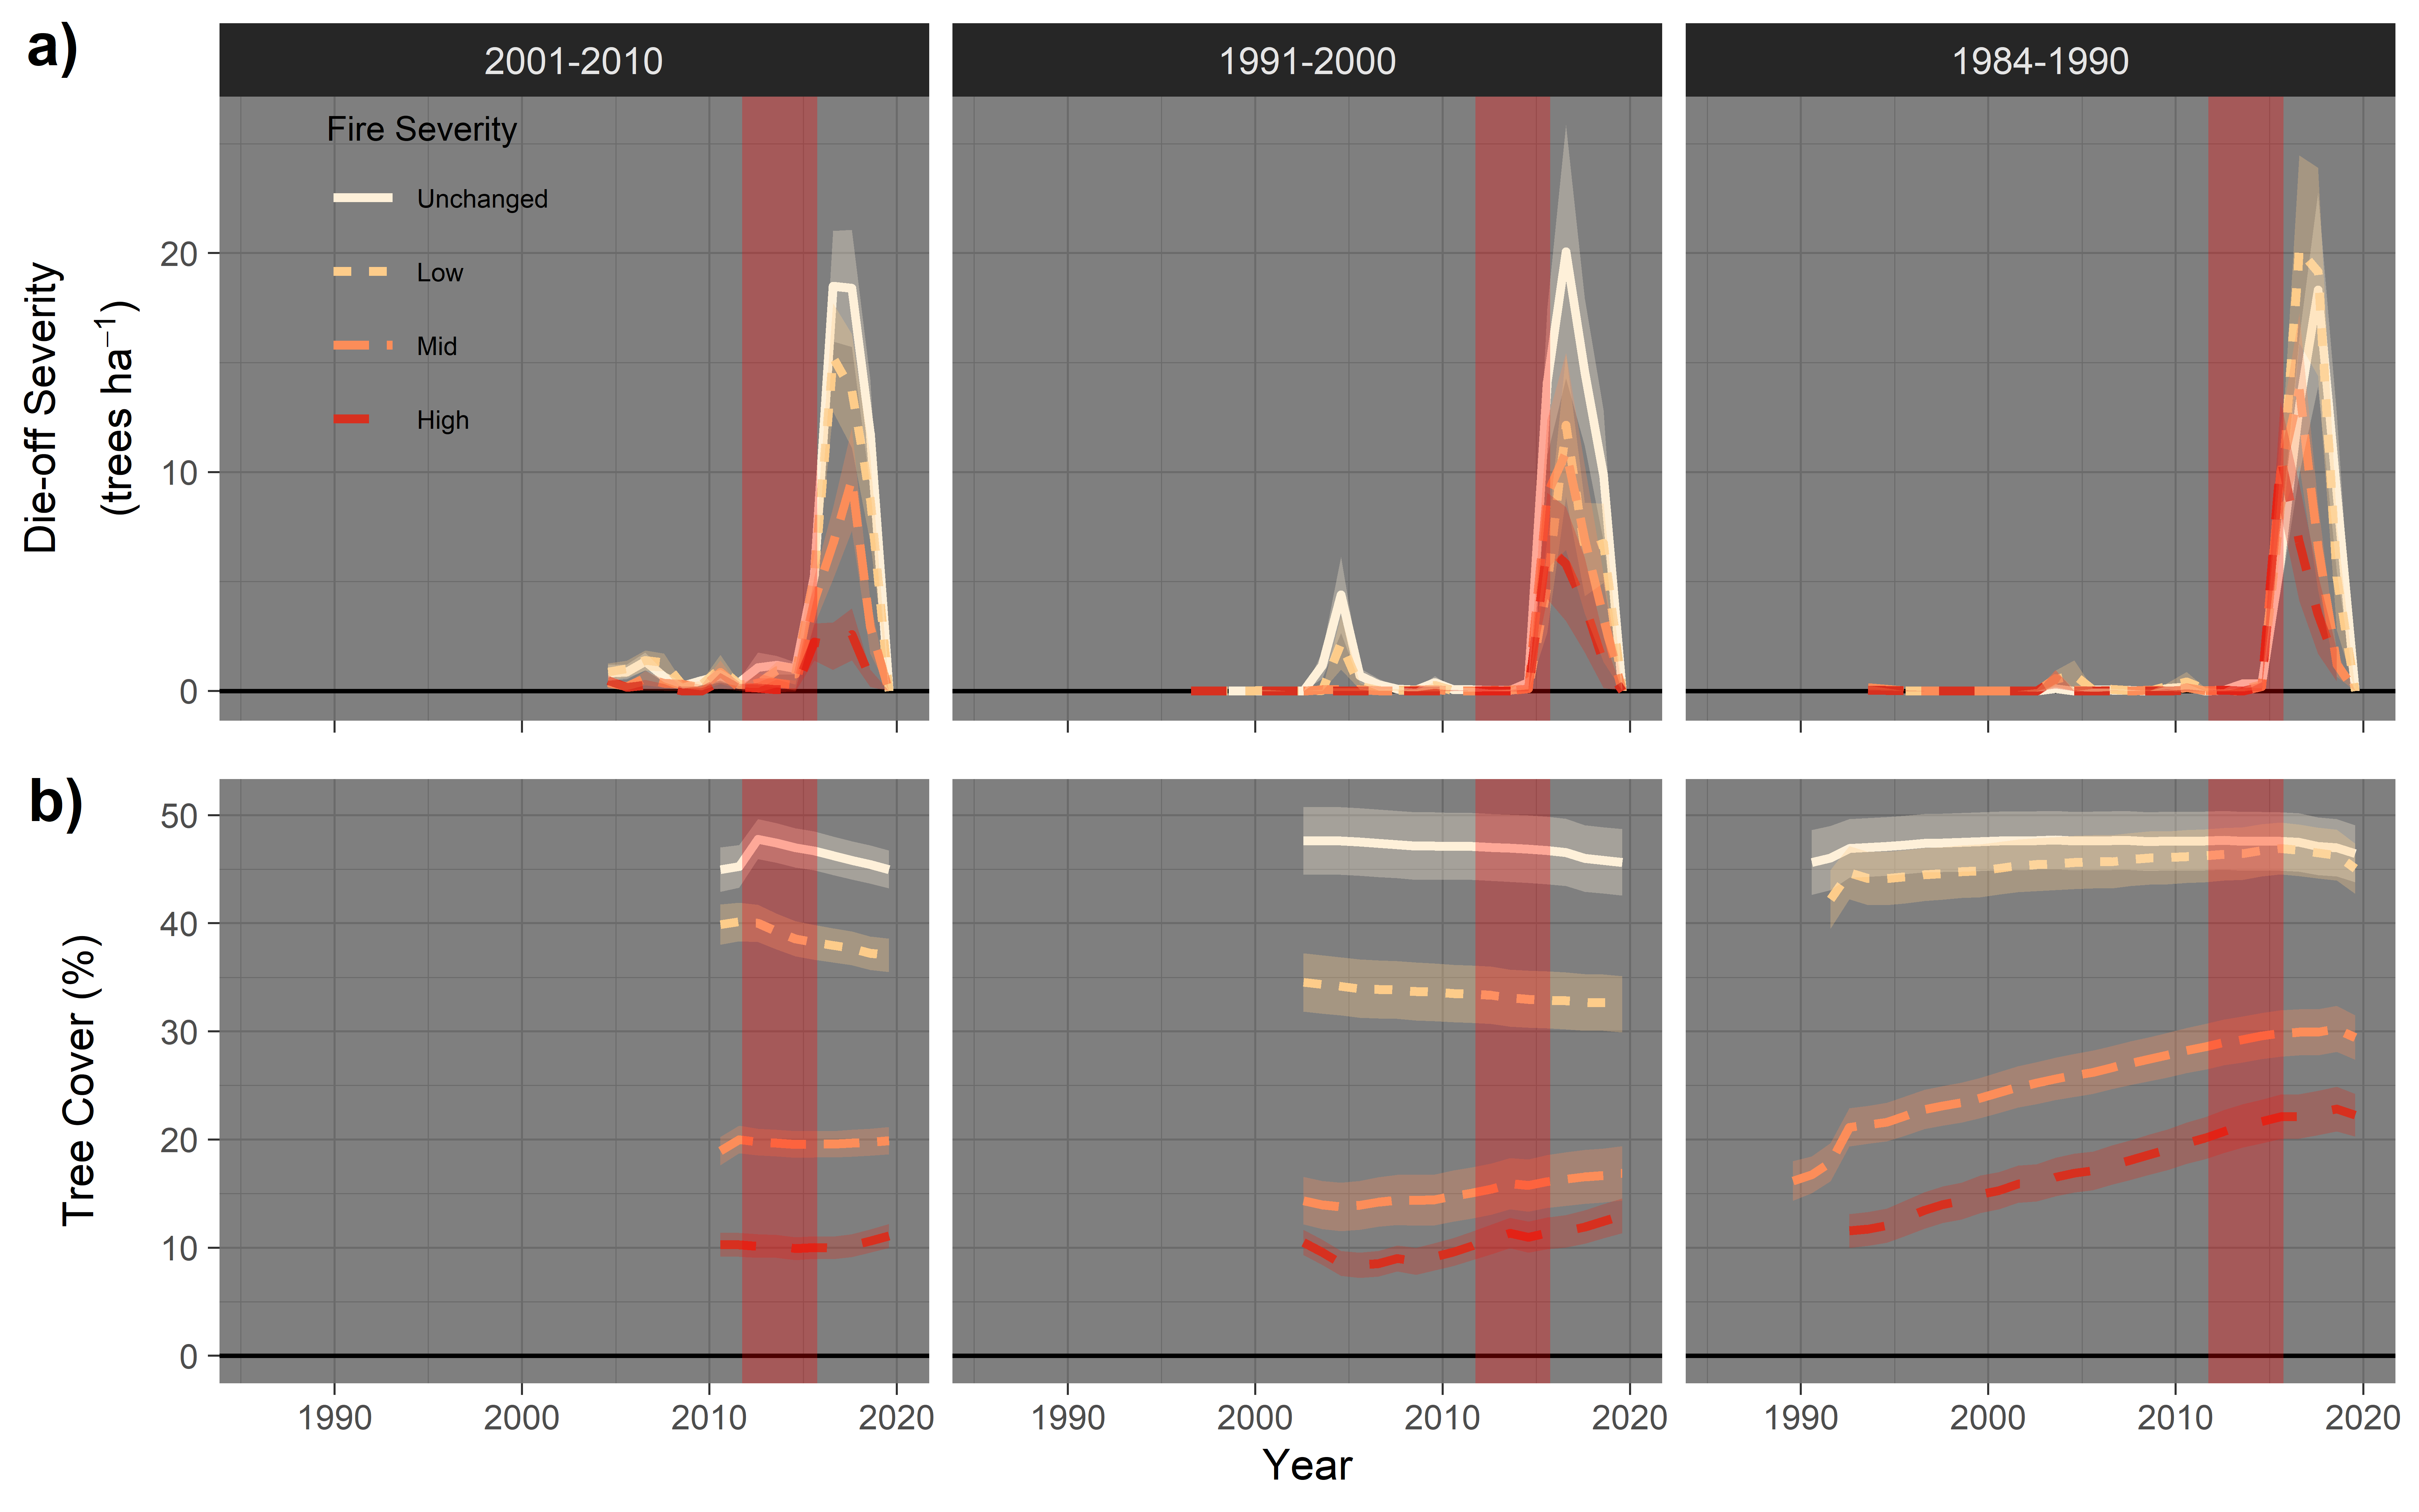 a)
2001-2010
1991-2000
1984-1990
Fire Severity
Unchanged
Low
Mid
High
Die-off Severity
(trees ha⁻¹)
20
10
0
b)
Tree Cover (%)
50
40
30
20
10
0
1990 2000 2010 2020
1990 2000 2010 2020
1990 2000 2010 2020
Year